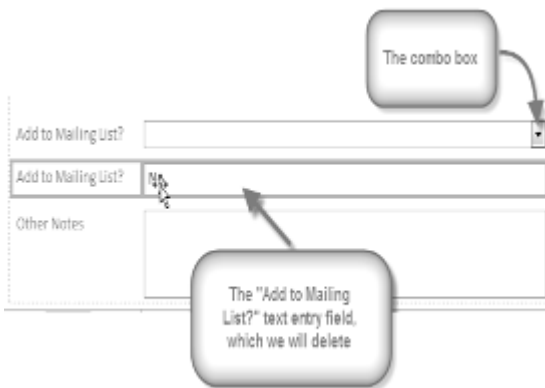 The combo box
Add to Mailing List?
Add to Mailing List?
No
Other Notes
The "Add to Mailing
List?" text entry field,
which we will delete